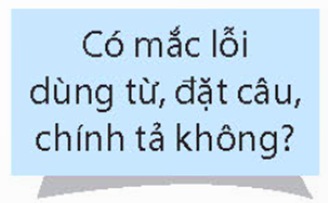 Có mắc lỗi
dùng từ, đặt câu,
chính tả không?